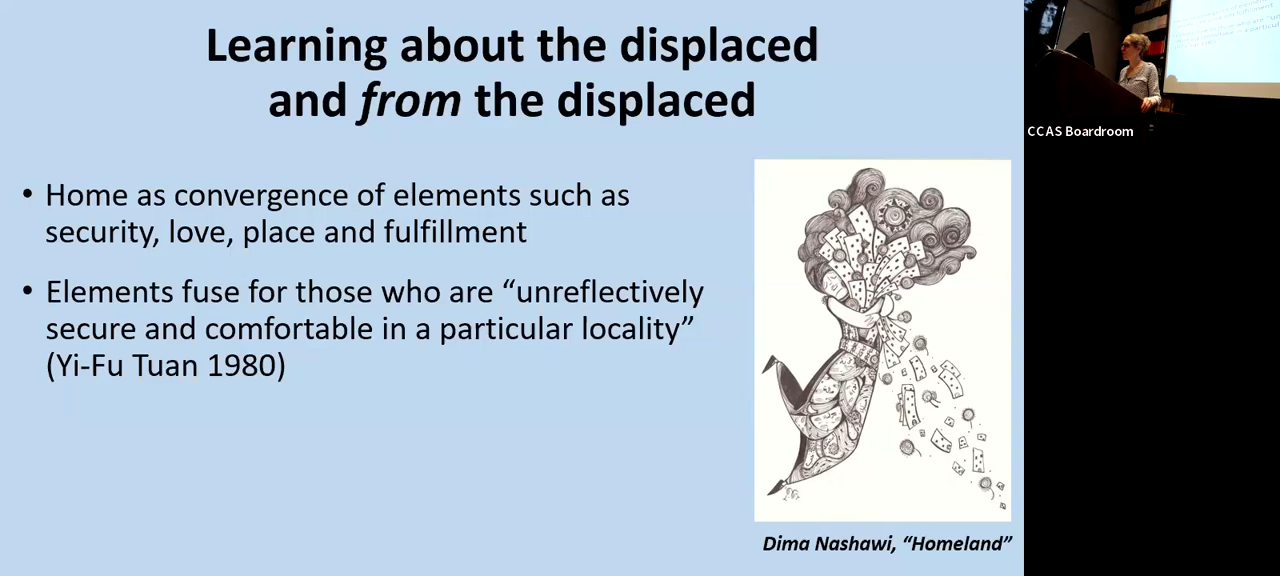 Learning about the displaced
and from the displaced
• Home as convergence of elements such as
security, love, place and fulfillment
• Elements fuse for those who are “unreflectively
secure and comfortable in a particular locality”
(Yi-Fu Tuan 1980)
Dima Nashawi, “Homeland”
CCAS Boardroom